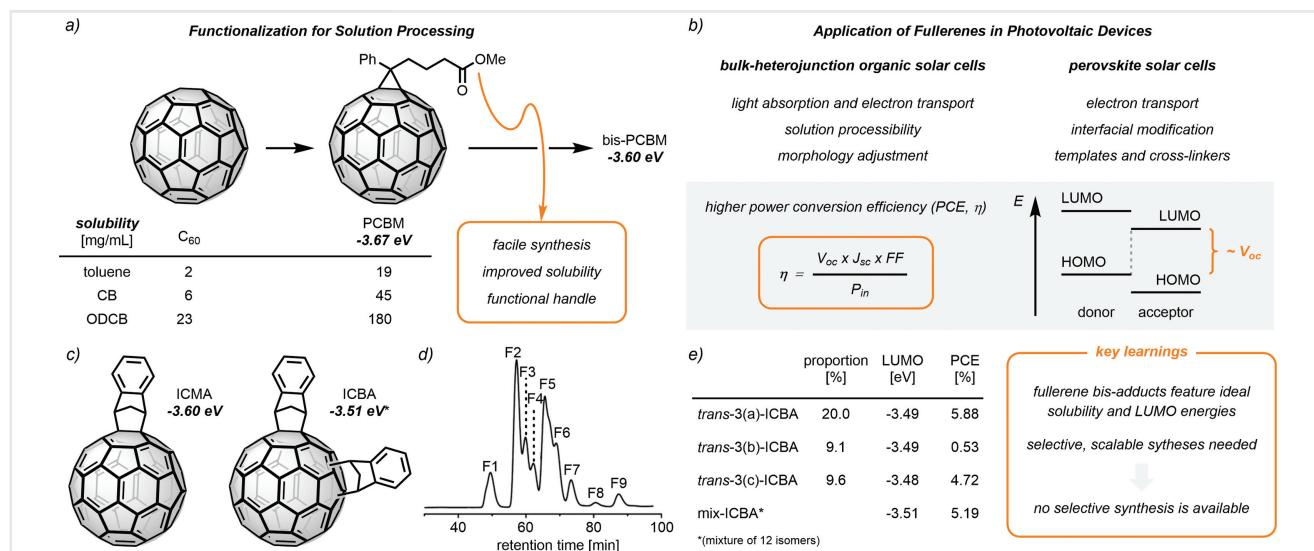 a)
Functionalization for Solution Processing
Ph
OMe
O
bis-PCBM
-3.60 eV
solubility
[mg/mL]
C60
PCBM
-3.67 eV
toluene 2 19
CB 6 45
ODCB 23 180
facile synthesis
improved solubility
functional handle
b)
Application of Fullerenes in Photovoltaic Devices
bulk-heterojunction organic solar cells
light absorption and electron transport
solution processibility
morphology adjustment
perovskite solar cells
electron transport
interfacial modification
templates and cross-linkers
higher power conversion efficiency (PCE, η)
η = Voc x Jsc x FF
Pin
E
LUMO
LUMO
HOMO
HOMO
~ Voc
donor acceptor
c)
ICMA
-3.60 eV
ICBA
-3.51 eV*
d)
F1
F2
F3
F4
F5
F6
F7
F8
F9
40 60 80 100
retention time [min]
e)
proportion LUMO PCE
[%] [eV] [%]
trans-3(a)-ICBA 20.0 -3.49 5.88
trans-3(b)-ICBA 9.1 -3.49 0.53
trans-3(c)-ICBA 9.6 -3.48 4.72
mix-ICBA* -3.51 5.19
*(mixture of 12 isomers)
key learnings
fullerene bis-adducts feature ideal
solubility and LUMO energies
selective, scalable sytheses needed
no selective synthesis is available